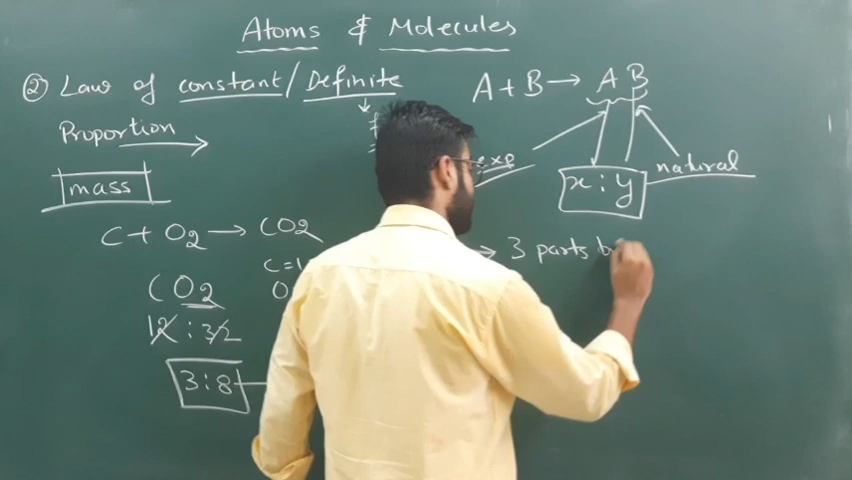 Atoms & Molecules
② Law of constant/Definite
Proportion
mass
C + O2 → CO2
CO2
12 : 32
3:8
A + B → A B
exp
x : y
natural
→ 3 parts